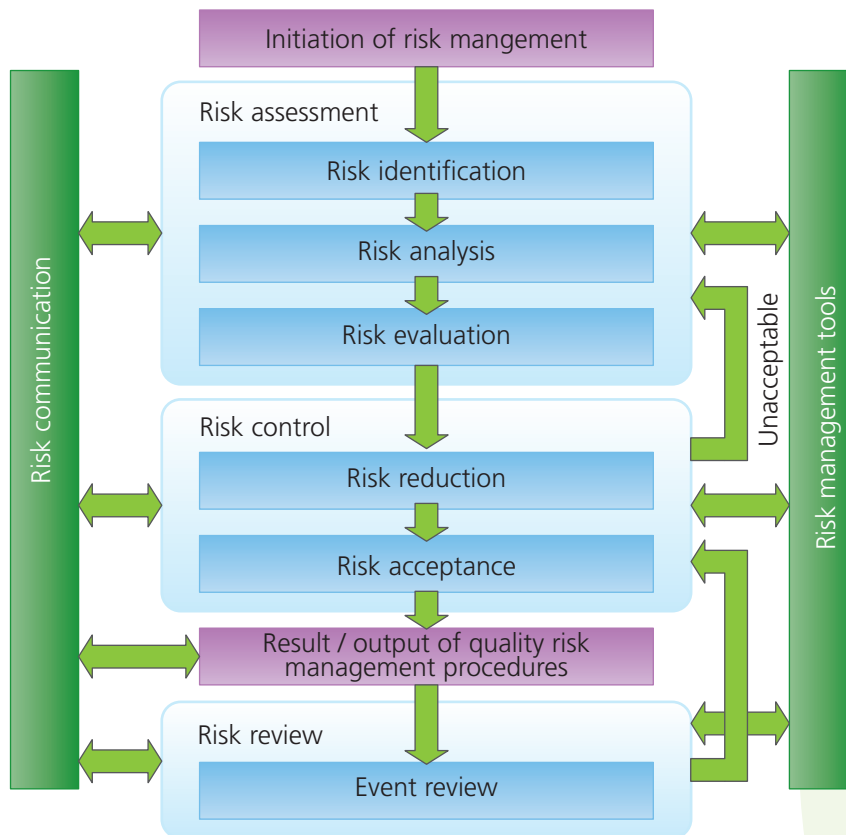 Initiation of risk mangement
Risk assessment
Risk identification
Risk analysis
Risk evaluation
Risk control
Risk reduction
Risk acceptance
Result / output of quality risk
management procedures
Risk review
Event review
Risk communication
Unacceptable
Risk management tools